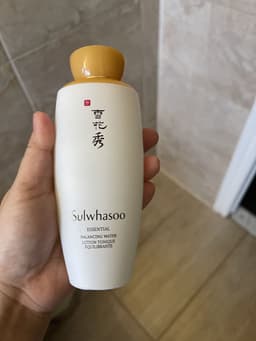 雪
花
秀
Sulwhasoo
ESSENTIAL
BALANCING WATER
LOTION TONIQUE
ÉQUILIBRANTE